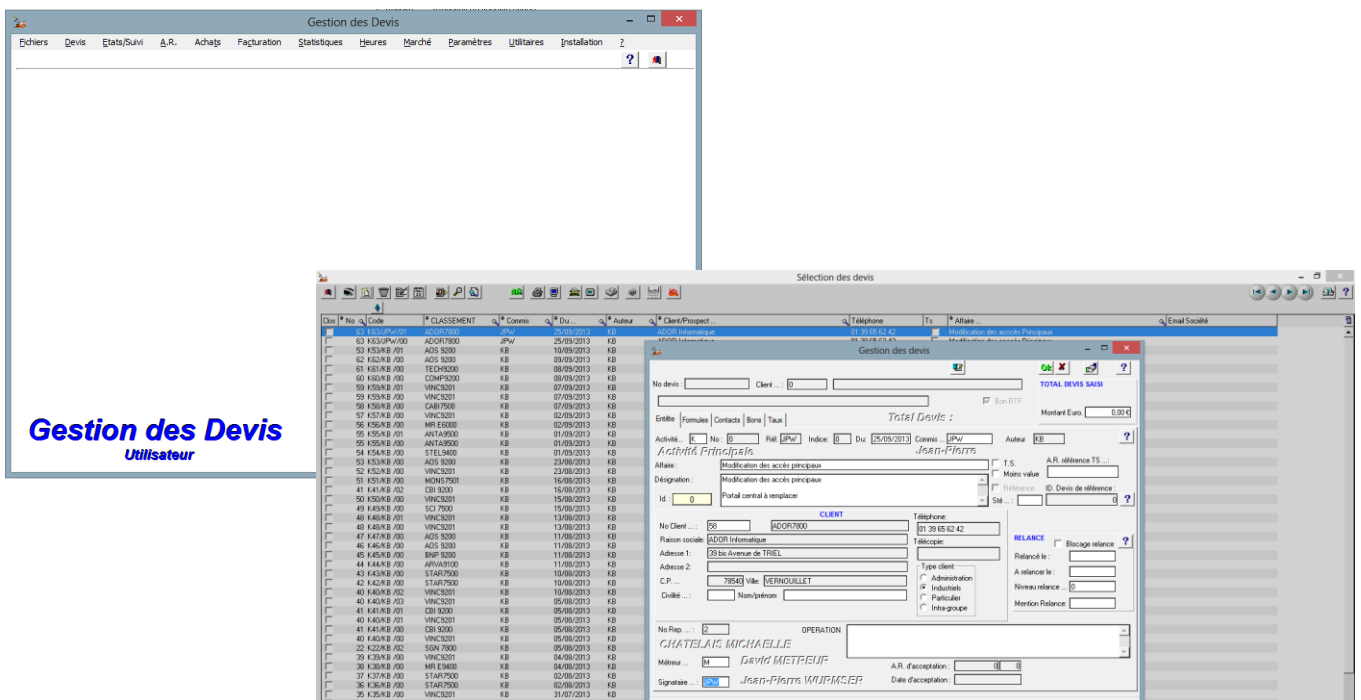 Gestion des Devis
Fichiers Devis Etats/Suivi A.R. Achats Facturation Statistiques Heures Marché Paramètres Utilitaires Installation ?
?
Gestion des Devis
Utilisateur
Sélection des devis
?
Clos * No Code * CLASSEMENT * Commis * Du ... * Auteur * Client/Prospect ... Téléphone Ts * Affaire ... Email Société
63 K63/JPW/01 ADOR7800 JPW 25/09/2013 KB ADOR Informatique 01 39 65 62 42 Modification des accès Principaux
63 K63/JPW/00 ADOR7800 JPW 25/09/2013 KB ADOR Informatique 01 39 65 62 42 Modification des accès Principaux
53 K53/KB /01 AOS 9200 KB 10/09/2013 KB
62 K62/KB /00 AOS 9200 KB 09/09/2013 KB
61 K61/KB /00 TECH9200 KB 08/09/2013 KB
60 K60/KB /00 COMP9200 KB 08/09/2013 KB
59 K59/KB /01 VINC9201 KB 07/09/2013 KB
59 K59/KB /00 VINC9201 KB 07/09/2013 KB
58 K58/KB /00 CABI7500 KB 07/09/2013 KB
57 K57/KB /00 VINC9201 KB 02/09/2013 KB
56 K56/KB /00 MRI E6000 KB 02/09/2013 KB
55 K55/KB /01 ANTA9500 KB 01/09/2013 KB
55 K55/KB /00 ANTA9500 KB 01/09/2013 KB
54 K54/KB /00 STEL9400 KB 01/09/2013 KB
53 K53/KB /00 AOS 9200 KB 23/08/2013 KB
52 K52/KB /00 VINC9201 KB 23/08/2013 KB
51 K51/KB /00 MONS7501 KB 16/08/2013 KB
41 K41/KB /02 CBI 9200 KB 16/08/2013 KB
50 K50/KB /00 VINC9201 KB 15/08/2013 KB
49 K49/KB /00 SCI 7500 KB 15/08/2013 KB
48 K48/KB /01 VINC9201 KB 13/08/2013 KB
48 K48/KB /00 VINC9201 KB 13/08/2013 KB
47 K47/KB /00 AOS 9200 KB 11/08/2013 KB
46 K46/KB /00 AOS 9200 KB 11/08/2013 KB
45 K45/KB /00 BNP 9200 KB 11/08/2013 KB
44 K44/KB /00 ARVA9100 KB 11/08/2013 KB
43 K43/KB /00 STAR7500 KB 10/08/2013 KB
42 K42/KB /00 STAR7500 KB 10/08/2013 KB
40 K40/KB /02 VINC9201 KB 10/08/2013 KB
40 K40/KB /03 VINC9201 KB 05/08/2013 KB
41 K41/KB /01 CBI 9200 KB 05/08/2013 KB
40 K40/KB /01 VINC9201 KB 05/08/2013 KB
41 K41/KB /00 CBI 9200 KB 05/08/2013 KB
40 K40/KB /00 VINC9201 KB 05/08/2013 KB
22 K22/KB /02 SGN 7800 KB 05/08/2013 KB
39 K39/KB /00 VINC9201 KB 04/08/2013 KB
38 K38/KB /00 MRI E9400 KB 04/08/2013 KB
37 K37/KB /00 STAR7500 KB 02/08/2013 KB
36 K36/KB /00 STAR7500 KB 02/08/2013 KB
35 K35/KB /00 VINC9201 KB 31/07/2013 KB
Gestion des devis
Ok ?
No devis : Client ... : 0 TOTAL DEVIS SAISI
Bon RTF
Montant Euro. 0,00 €
Entête Formules Contacts Bons Taux Total Devis :
Activité... K No : 0 Réf. JPW Indice: 0 Du: 25/09/2013 Commis ... JPW Auteur KB ?
Activité Principale Jean-Pierre
Affaire : Modification des accès principaux T.S. A.R. référence TS ...:
Moins value
Désignation : Modification des accès principaux
Portail central à remplacer
Référence ID. Devis de référence :
Id. : 0 Sté... : 0 ?
CLIENT
No Client ... : 58 ADOR7800 Téléphone: 01 39 65 62 42
Raison sociale: ADOR Informatique Télécopie:
Adresse 1: 39 bis Avenue de TRIEL
Adresse 2:
C.P. ... 78540 Ville: VERNOUILLET
Civilité ... : Nom/prénom
Type client:
Administration
Industriels
Particulier
Intra-groupe
RELANCE Blocage relance ?
Relancé le :
A relancer le :
Niveau relance ... 0
Mention Relance:
No Rep. ... : 2 OPERATION
CHATELAIS MICHAELLE
Métreur ... M David METREUR
A.R. d'acceptation : 0 0
Signataire ... : JPW Jean-Pierre WURMSER Date d'acceptation :